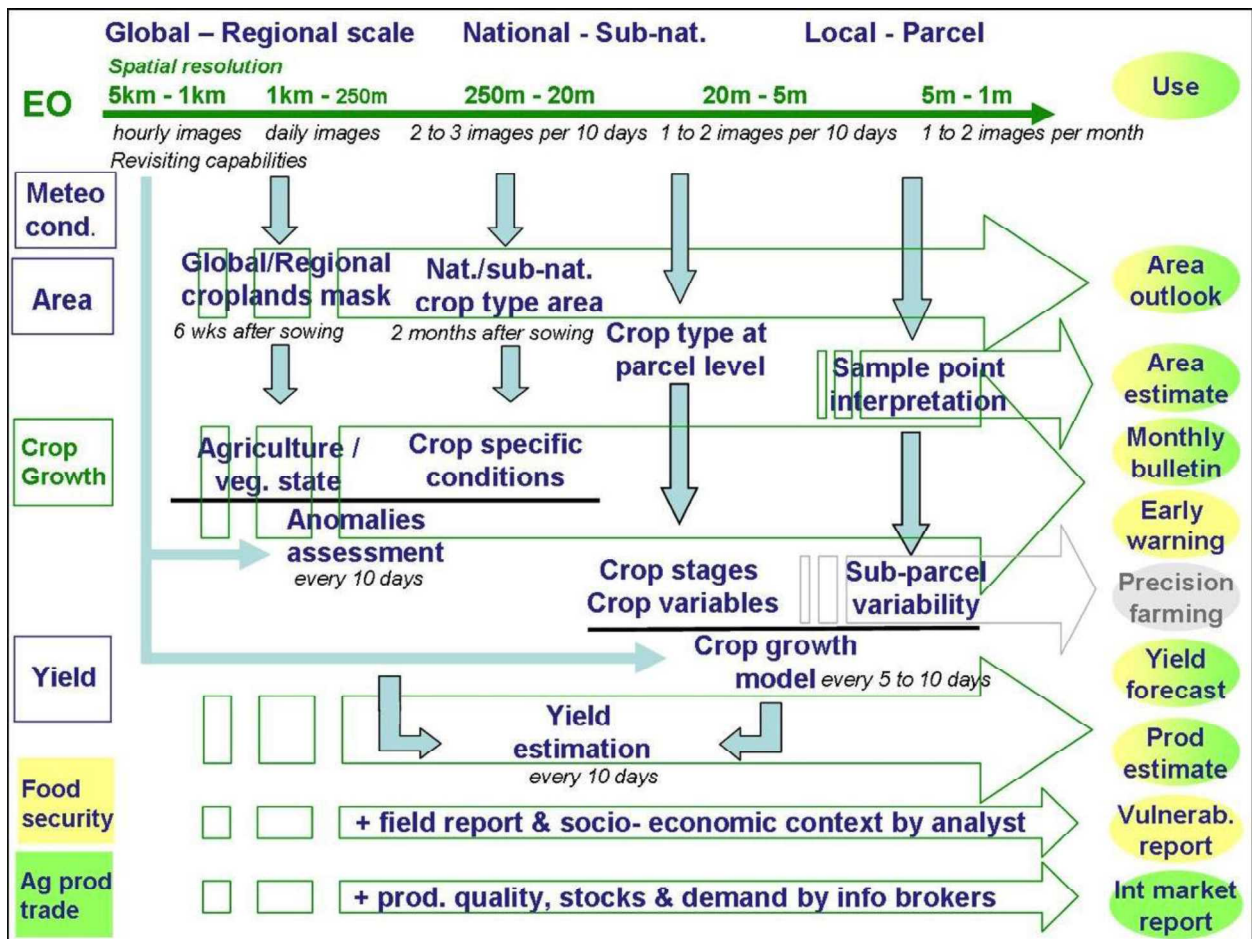 Global – Regional scale
National - Sub-nat.
Local - Parcel
Spatial resolution
EO
5km - 1km
1km - 250m
250m - 20m
20m - 5m
5m - 1m
Use
hourly images
daily images
2 to 3 images per 10 days
1 to 2 images per 10 days
1 to 2 images per month
Revisiting capabilities
Meteo
cond.
Area
Global/Regional
croplands mask
6 wks after sowing
Nat./sub-nat.
crop type area
2 months after sowing
Crop type at
parcel level
Sample point
interpretation
Area
outlook
Area
estimate
Crop
Growth
Agriculture /
veg. state
Crop specific
conditions
Anomalies
assessment
every 10 days
Monthly
bulletin
Early
warning
Crop stages
Crop variables
Sub-parcel
variability
Precision
farming
Yield
Crop growth
model every 5 to 10 days
Yield
forecast
Yield
estimation
every 10 days
Prod
estimate
Food
security
+ field report & socio- economic context by analyst
Vulnerab.
report
Ag prod
trade
+ prod. quality, stocks & demand by info brokers
Int market
report